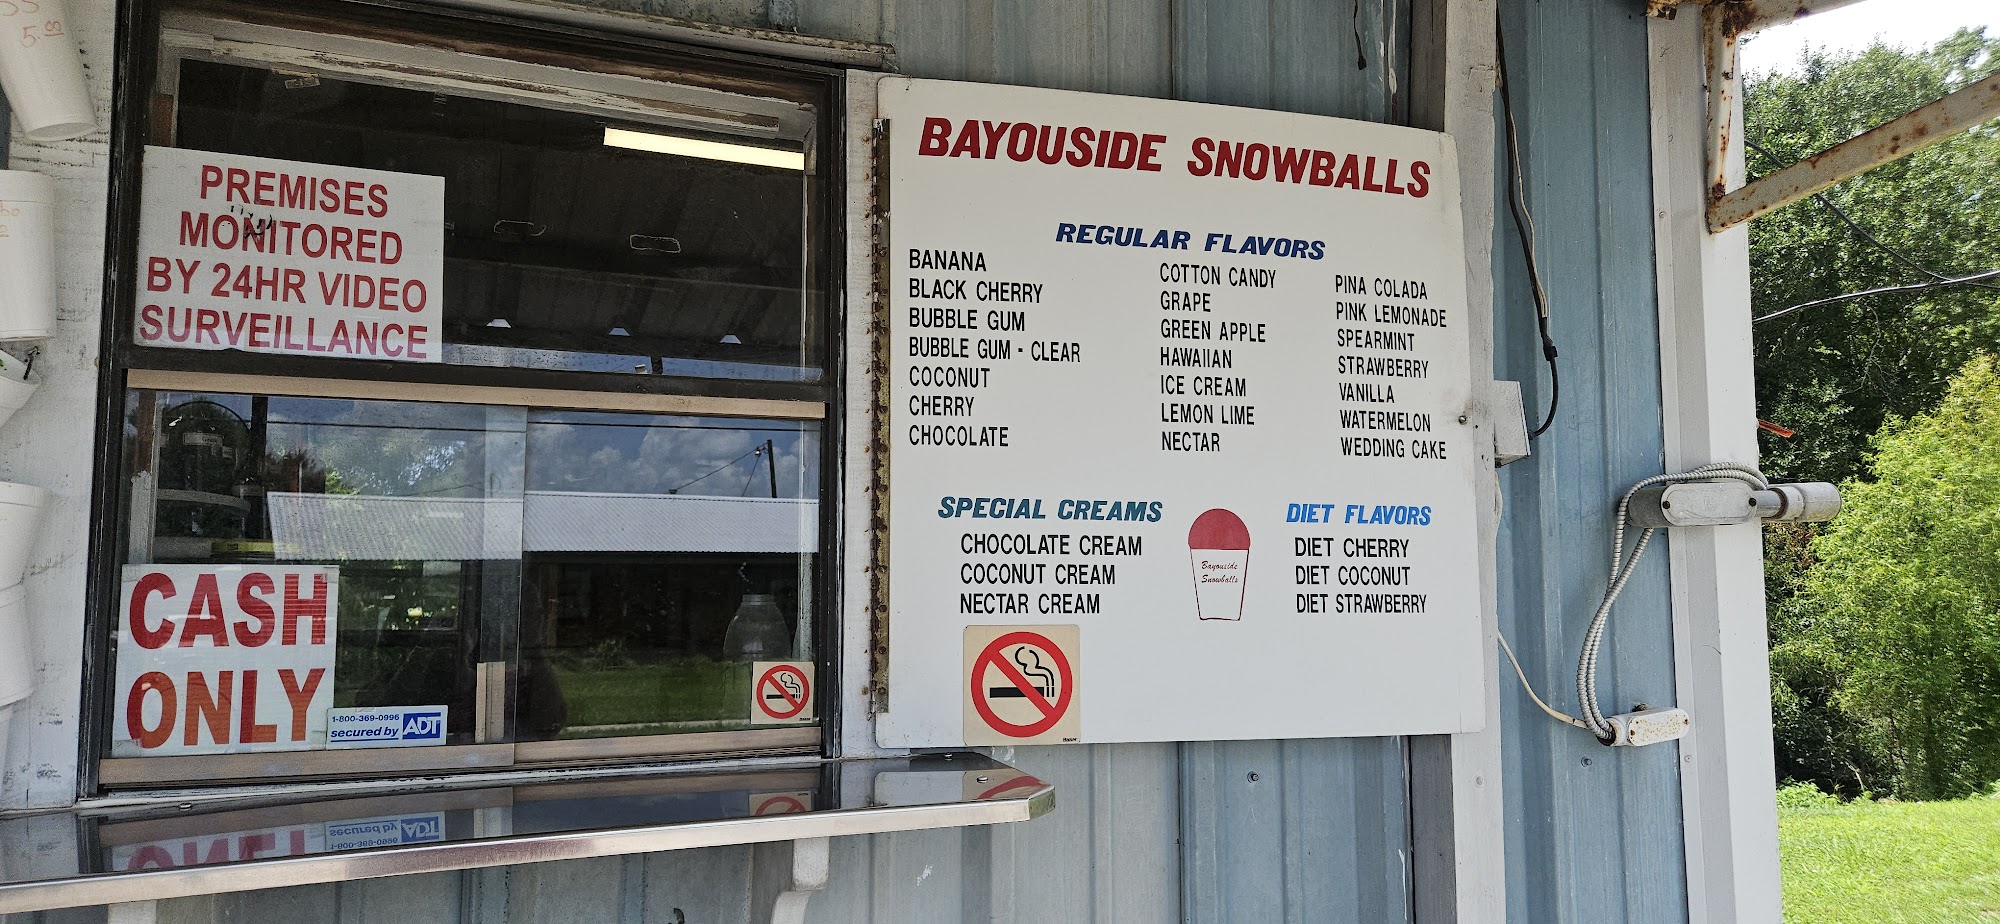 5.00
PREMISES
MONITORED
BY 24HR VIDEO
SURVEILLANCE
CASH
ONLY
1-800-369-0996
secured by ADT
BAYOUSIDE SNOWBALLS
REGULAR FLAVORS
BANANA
BLACK CHERRY
BUBBLE GUM
BUBBLE GUM - CLEAR
COCONUT
CHERRY
CHOCOLATE
COTTON CANDY
GRAPE
GREEN APPLE
HAWAIIAN
ICE CREAM
LEMON LIME
NECTAR
PINA COLADA
PINK LEMONADE
SPEARMINT
STRAWBERRY
VANILLA
WATERMELON
WEDDING CAKE
SPECIAL CREAMS
CHOCOLATE CREAM
COCONUT CREAM
NECTAR CREAM
Bayouside
Snowballs
DIET FLAVORS
DIET CHERRY
DIET COCONUT
DIET STRAWBERRY